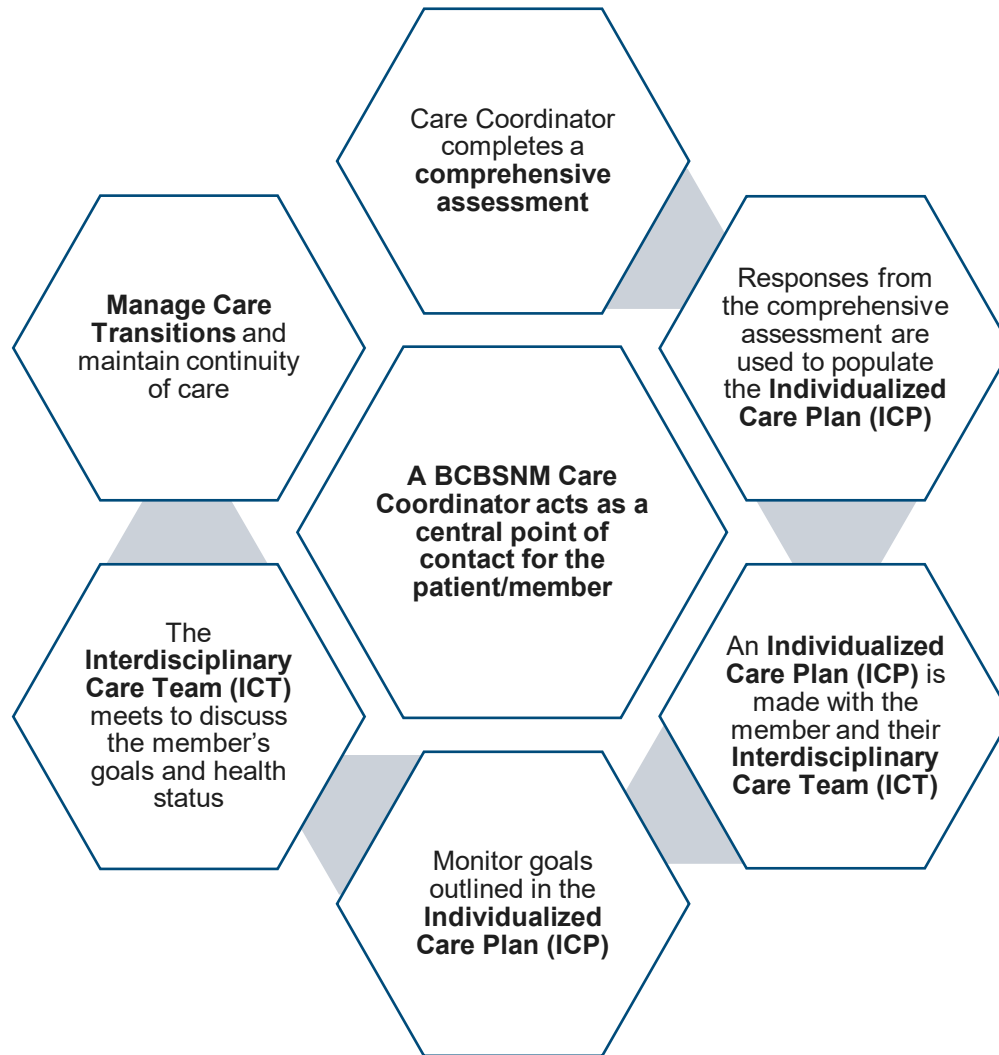 Care Coordinator
completes a
comprehensive
assessment
Responses from
the comprehensive
assessment are
used to populate
the Individualized
Care Plan (ICP)
An Individualized
Care Plan (ICP) is
made with the
member and their
Interdisciplinary
Care Team (ICT)
Monitor goals
outlined in the
Individualized
Care Plan (ICP)
The
Interdisciplinary
Care Team (ICT)
meets to discuss
the member’s
goals and health
status
Manage Care
Transitions and
maintain continuity
of care
A BCBSNM Care
Coordinator acts as a
central point of
contact for the
patient/member